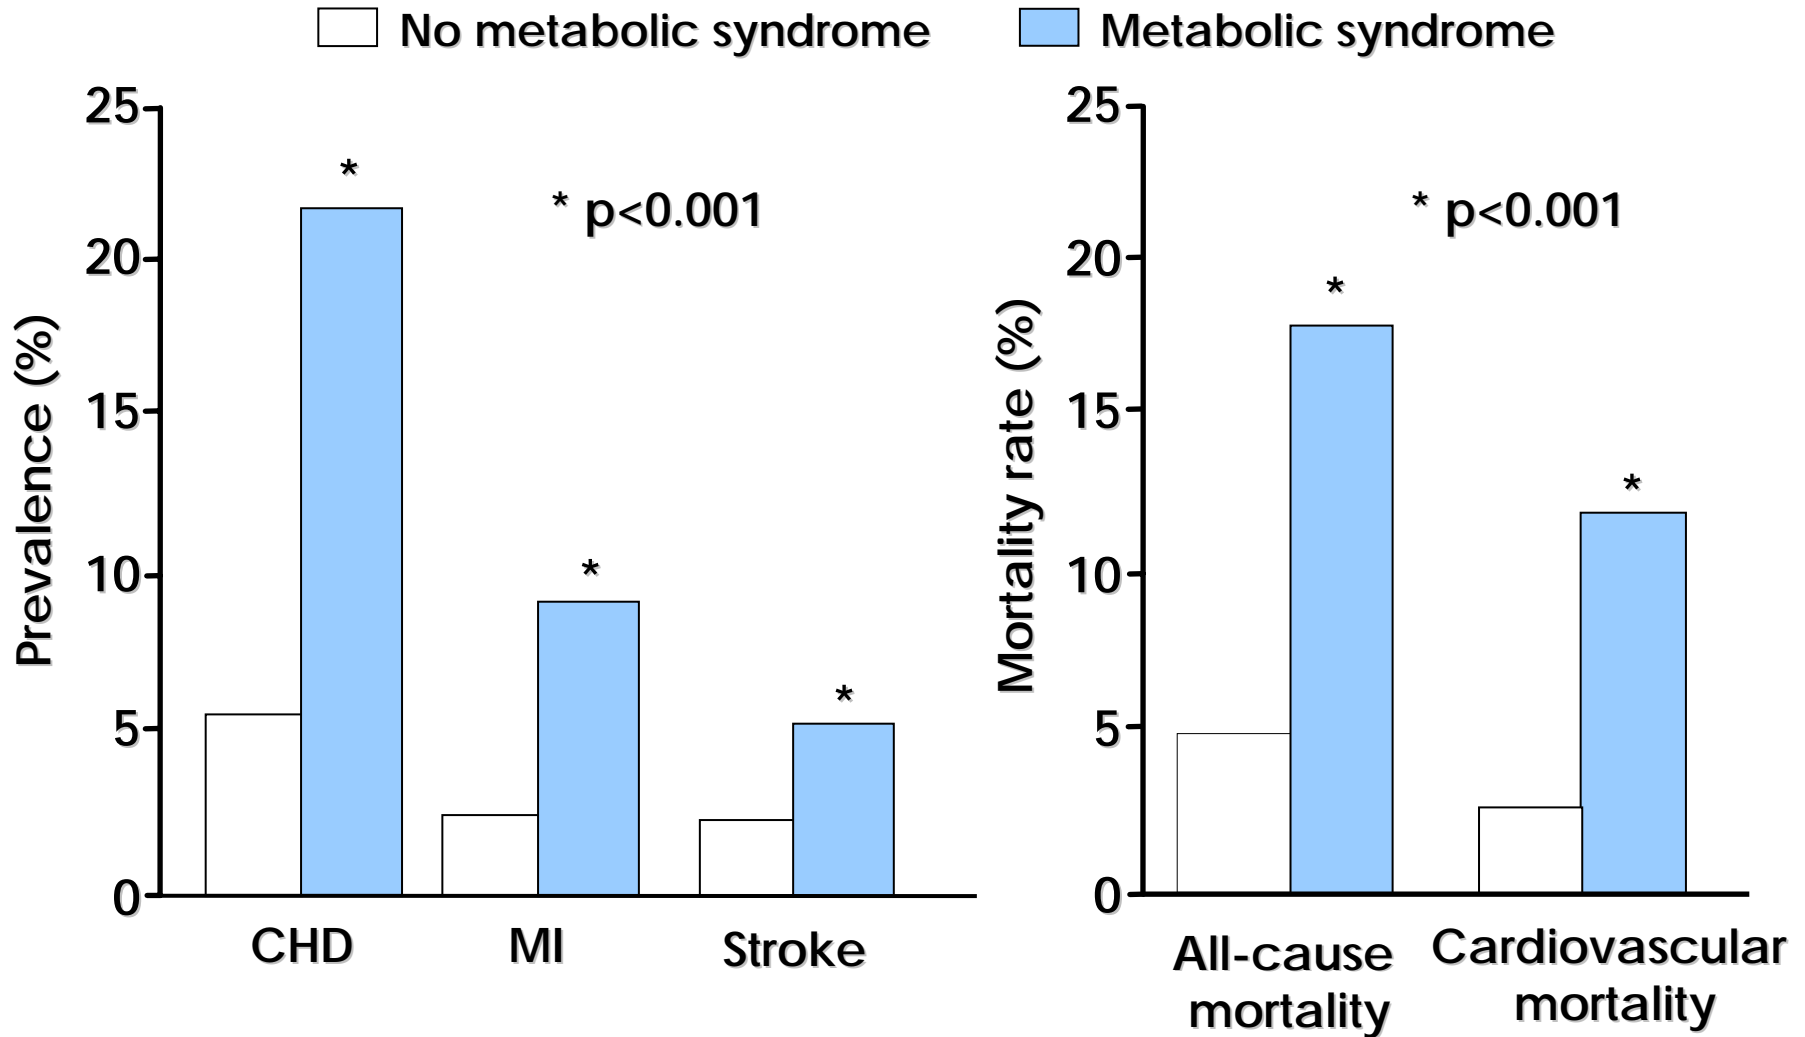 No metabolic syndrome
Metabolic syndrome
Prevalence (%)
25
20
15
10
5
0
*
* p<0.001
*
*
CHD
MI
Stroke
Mortality rate (%)
25
20
15
10
5
0
* p<0.001
*
*
All-cause
mortality
Cardiovascular
mortality